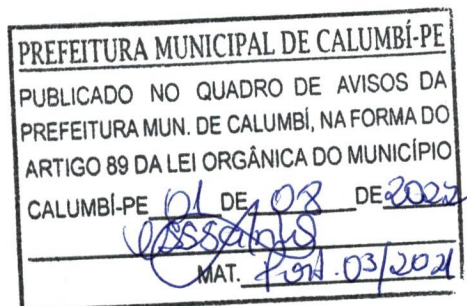 PREFEITURA MUNICIPAL DE CALUMBÍ-PE
PUBLICADO NO QUADRO DE AVISOS DA
PREFEITURA MUN. DE CALUMBÍ, NA FORMA DO
ARTIGO 89 DA LEI ORGÂNICA DO MUNICÍPIO
CALUMBÍ-PE 01 DE 08 DE 2022
MAT. Port. 03/2021